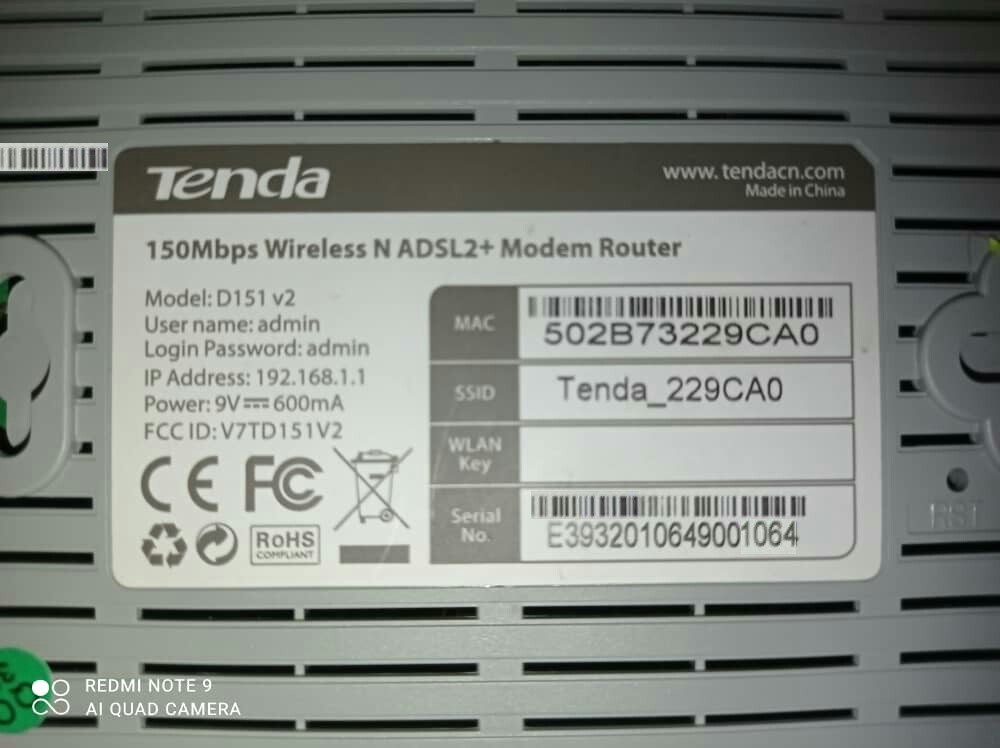 Tenda
www.tendacn.com
Made in China
150Mbps Wireless N ADSL2+ Modem Router
Model: D151 v2
User name: admin
Login Password: admin
IP Address: 192.168.1.1
Power: 9V⎓600mA
FCC ID: V7TD151V2
CE FC
RoHS
COMPLIANT
MAC
502B73229CA0
SSID
Tenda_229CA0
WLAN
Key
Serial
No.
E3932010649001064
RST
REDMI NOTE 9
AI QUAD CAMERA